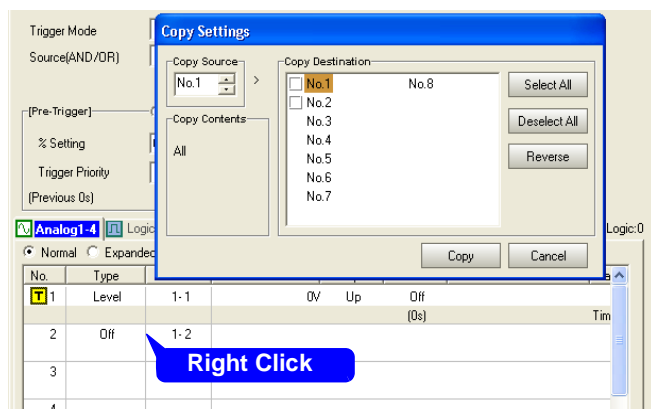 Trigger Mode
Source(AND/OR)
[Pre-Trigger]
% Setting
Trigger Priority
(Previous 0s)
Copy Settings
Copy Source
No.1 >
Copy Contents
All
Copy Destination
No.1 No.8
No.2
No.3
No.4
No.5
No.6
No.7
Select All
Deselect All
Reverse
Copy Cancel
Analog1-4 Logic
Logic:0
Normal Expanded
No. Type
T 1 Level 1- 1 0V Up Off
(0s) Tim
2 Off 1- 2
Right Click
3
4